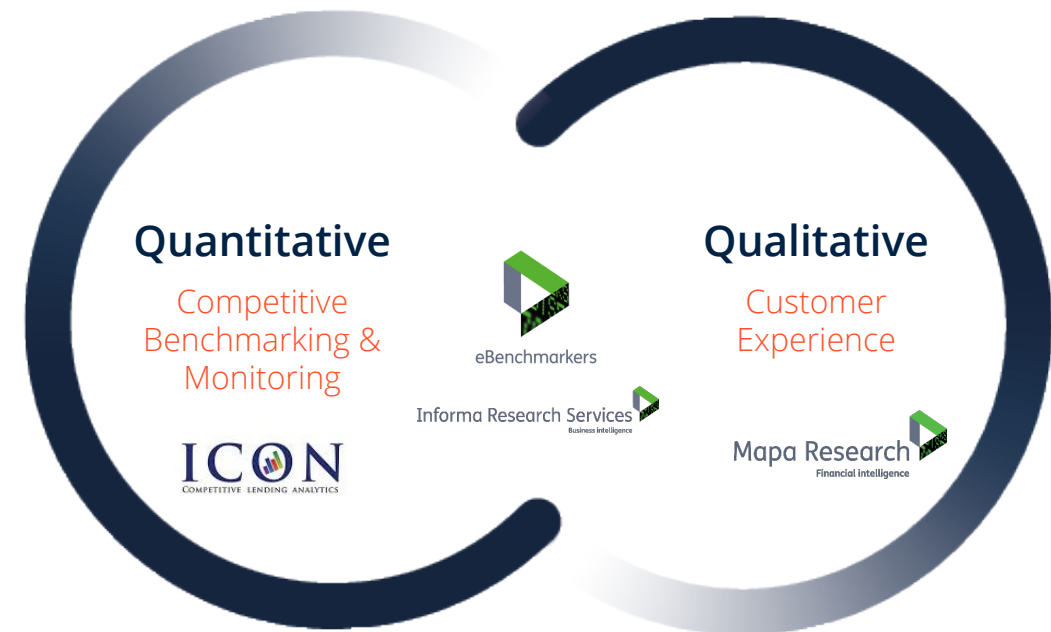 Quantitative
Competitive
Benchmarking &
Monitoring
ICON
COMPETITIVE LENDING ANALYTICS
eBenchmarkers
Informa Research Services
Business intelligence
Qualitative
Customer
Experience
Mapa Research
Financial intelligence